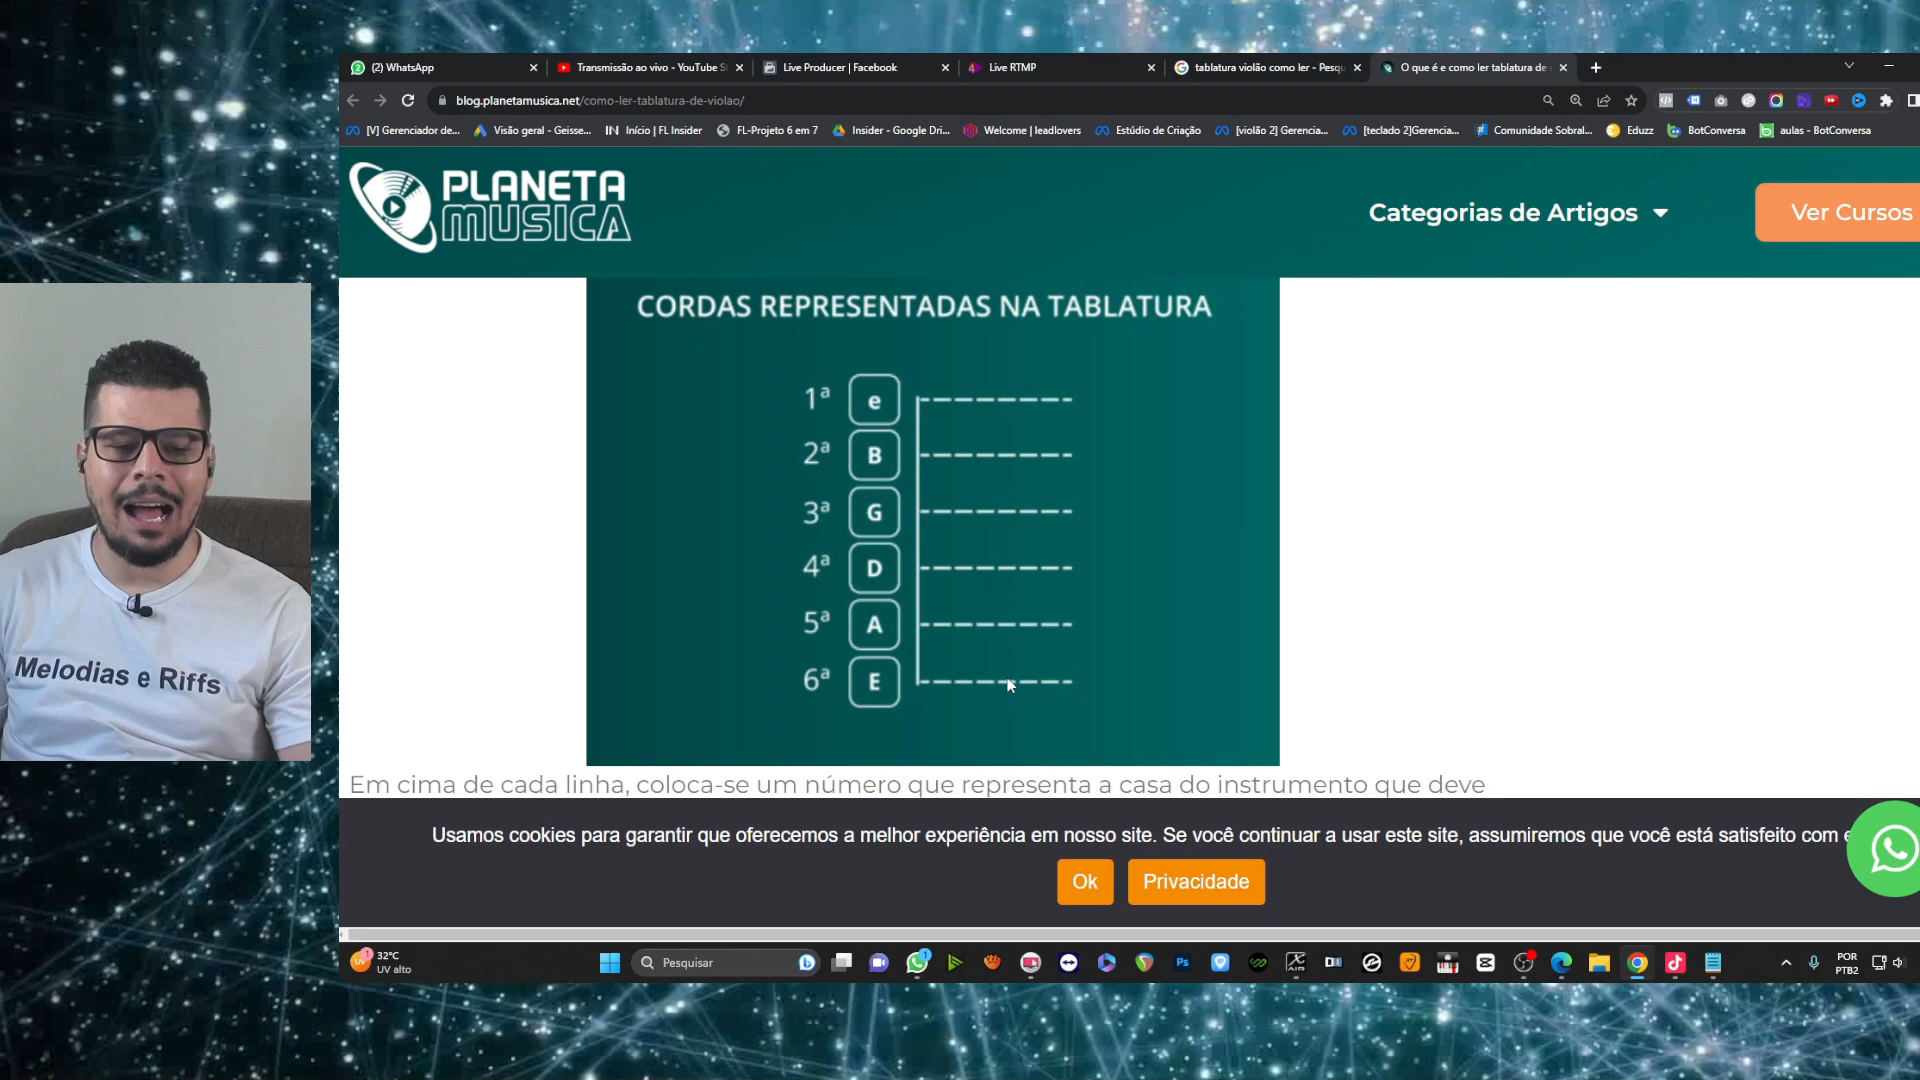 (2) WhatsApp
Transmissão ao vivo - YouTube S
Live Producer | Facebook
Live RTMP
tablatura violão como ler - Pesqu
O que é e como ler tablatura de
blog.planetamusica.net/como-ler-tablatura-de-violao/
[V] Gerenciador de...
Visão geral - Geisse...
Início | FL Insider
FL-Projeto 6 em 7
Insider - Google Dri...
Welcome | leadlovers
Estúdio de Criação
[violão 2] Gerencia...
[teclado 2]Gerencia...
Comunidade Sobral...
Eduzz
BotConversa
aulas - BotConversa
PLANETA
MUSICA
Categorias de Artigos
Ver Cursos
CORDAS REPRESENTADAS NA TABLATURA
1ª e
2ª B
3ª G
4ª D
5ª A
6ª E
Em cima de cada linha, coloca-se um número que representa a casa do instrumento que deve
Usamos cookies para garantir que oferecemos a melhor experiência em nosso site. Se você continuar a usar este site, assumiremos que você está satisfeito com e
Ok
Privacidade
Melodias e Riffs
32°C
UV alto
Pesquisar
POR
PTB2